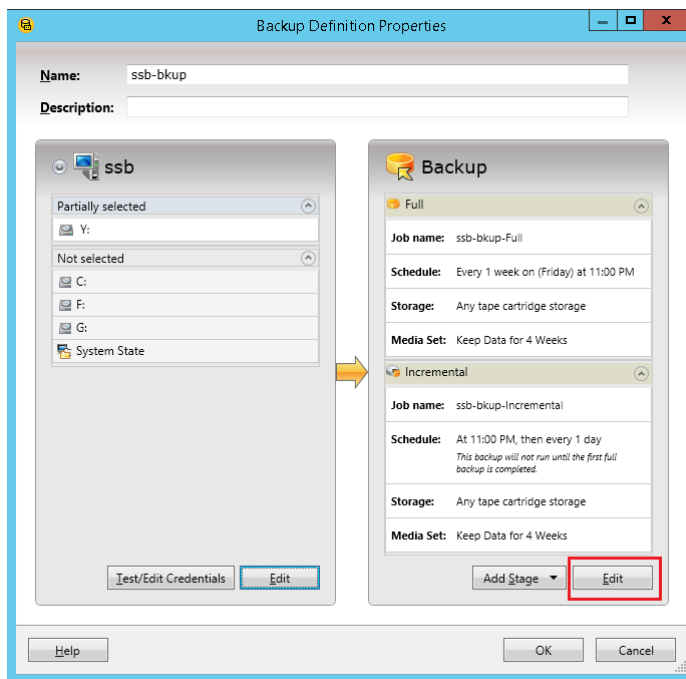 Backup Definition Properties
Name: ssb-bkup
Description:
ssb
Partially selected
Y:
Not selected
C:
F:
G:
System State
Test/Edit Credentials Edit
Backup
Full
Job name: ssb-bkup-Full
Schedule: Every 1 week on (Friday) at 11:00 PM
Storage: Any tape cartridge storage
Media Set: Keep Data for 4 Weeks
Incremental
Job name: ssb-bkup-Incremental
Schedule: At 11:00 PM, then every 1 day
This backup will not run until the first full
backup is completed.
Storage: Any tape cartridge storage
Media Set: Keep Data for 4 Weeks
Add Stage Edit
Help OK Cancel